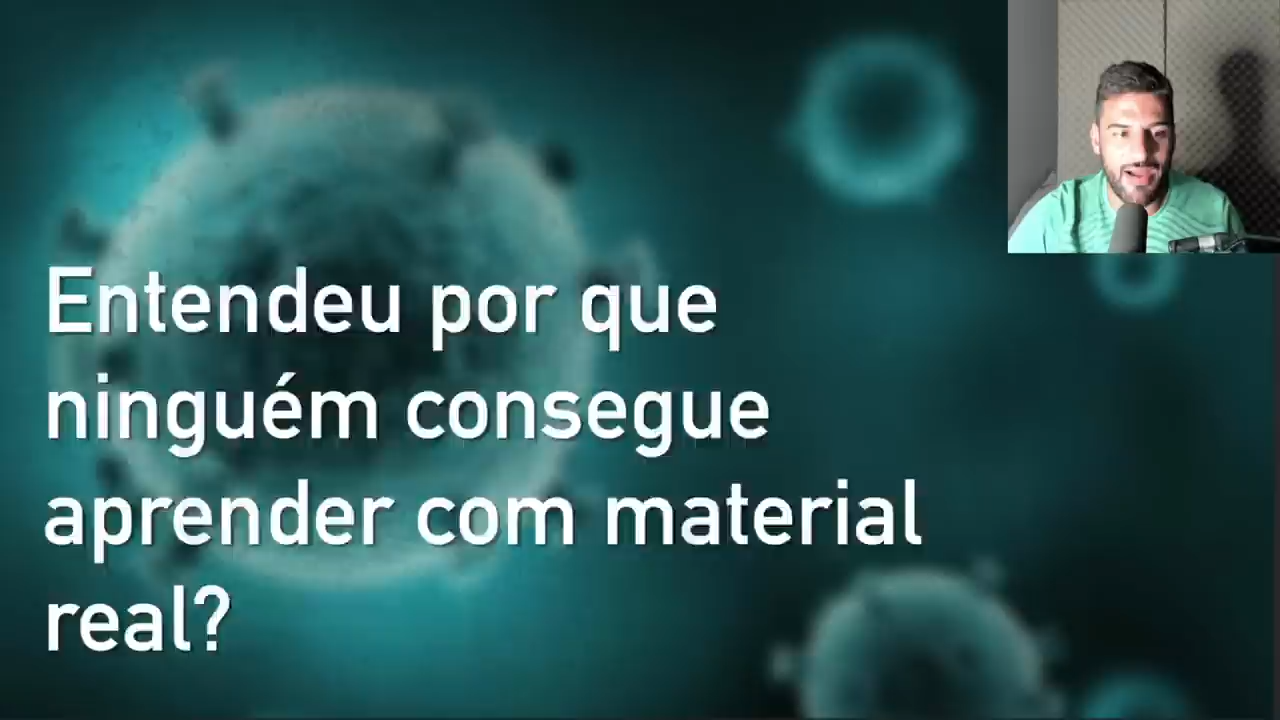 Entendeu por que
ninguém consegue
aprender com material
real?